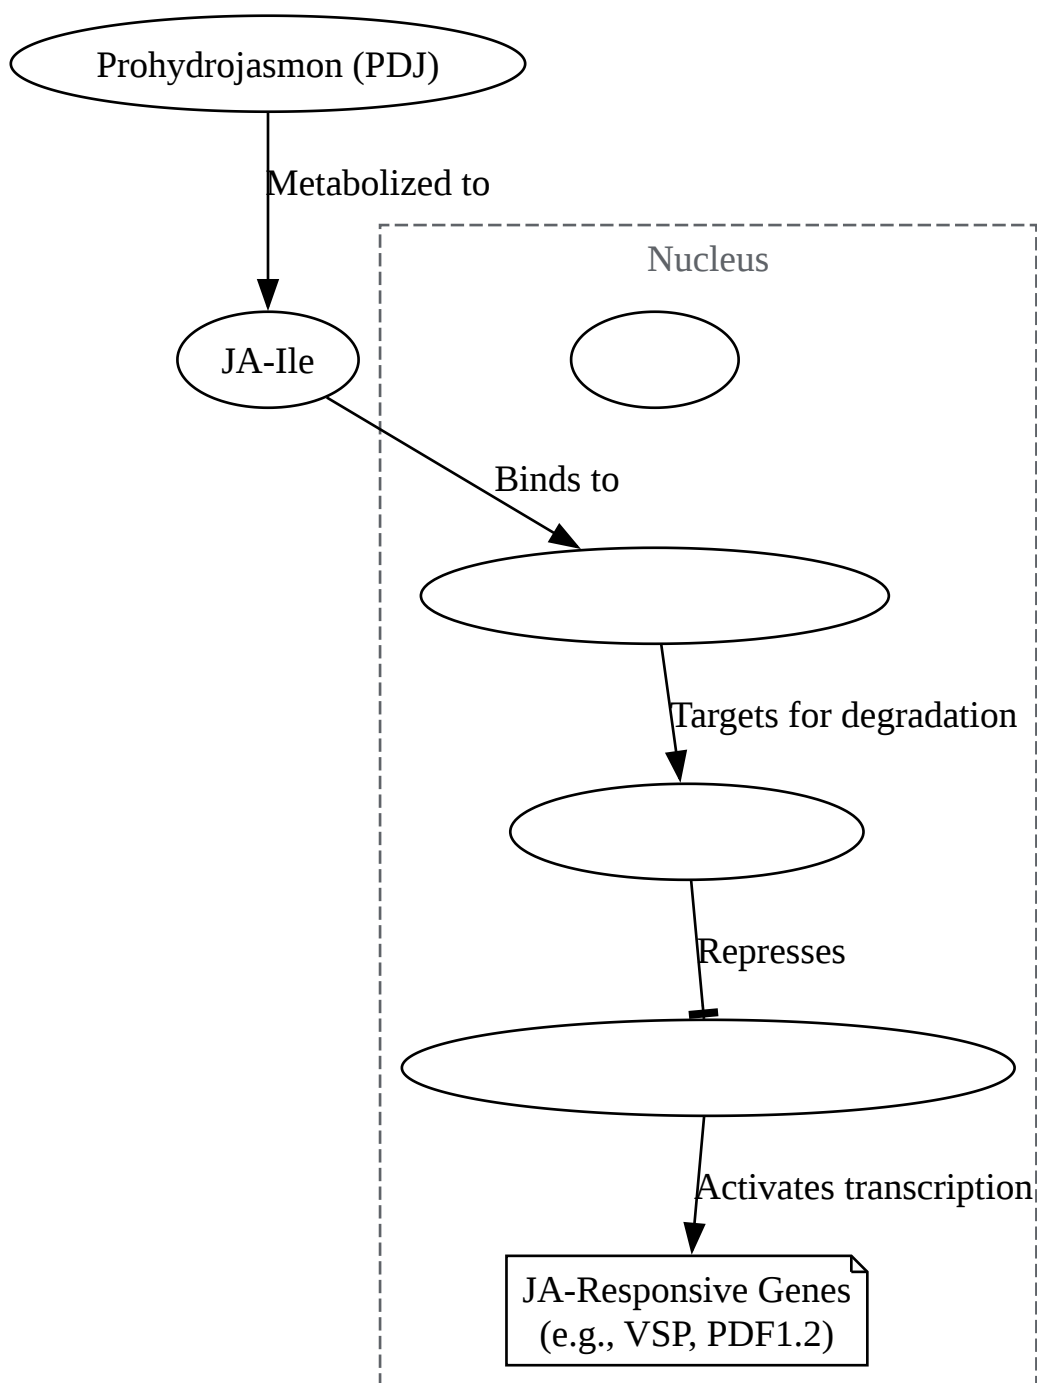 Prohydrojasmon (PDJ)
Metabolized to
Nucleus
JA-Ile
Binds to
Targets for degradation
Represses
Activates transcription
JA-Responsive Genes
(e.g., VSP, PDF1.2)